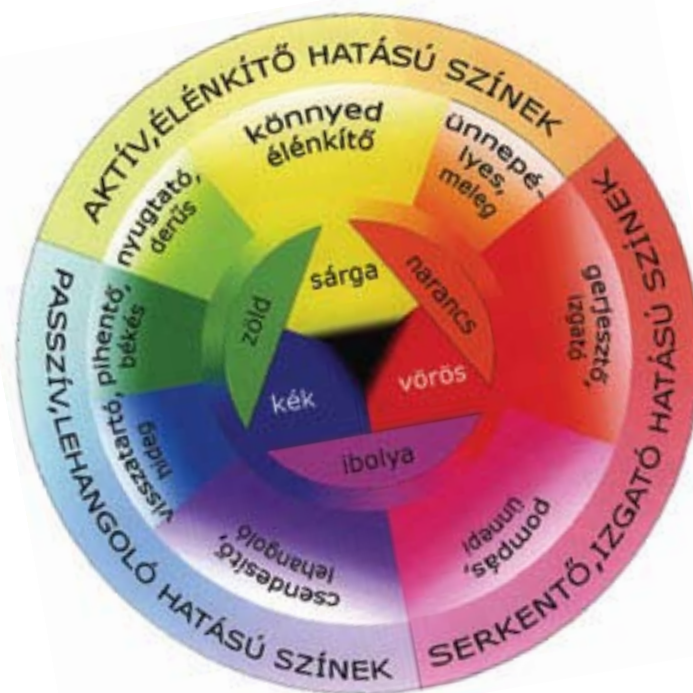 AKTÍV,ÉLÉNKÍTŐ HATÁSÚ SZÍNEK
SERKENTŐ,IZGATÓ HATÁSÚ SZÍNEK
PASSZÍV,LEHANGOLÓ HATÁSÚ SZÍNEK
könnyed
élénkítő
ünnepé-
lyes,
meleg
gerjesztő,
izgató
pompás,
ünnepi
csendesítő,
lehangoló
visszatartó,
hideg
pihentő,
békés
nyugtató,
derűs
sárga
narancs
vörös
ibolya
kék
zöld